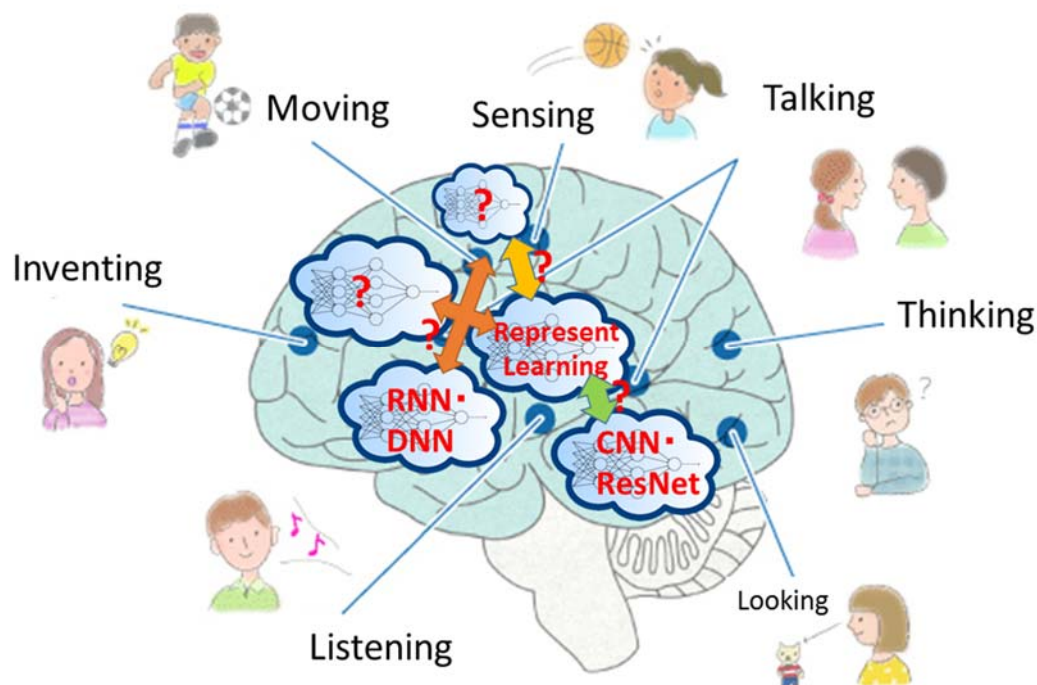 Moving
Sensing
Talking
?
?
Inventing
?
?
Represent
Learning
Thinking
?
RNN・
DNN
?
CNN・
ResNet
Looking
Listening